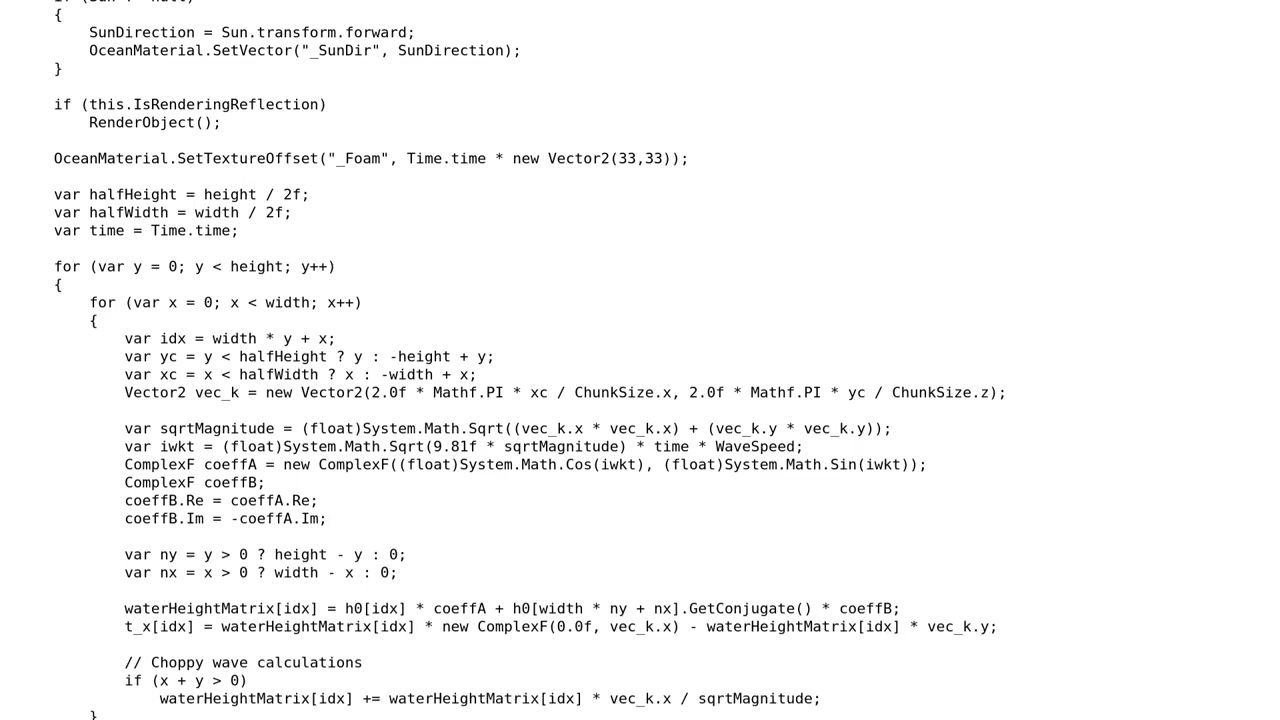 {
SunDirection = Sun.transform.forward;
OceanMaterial.SetVector("_SunDir", SunDirection);
}
if (this.IsRenderingReflection)
RenderObject();
OceanMaterial.SetTextureOffset("_Foam", Time.time * new Vector2(33,33));
var halfHeight = height / 2f;
var halfWidth = width / 2f;
var time = Time.time;
for (var y = 0; y < height; y++)
{
for (var x = 0; x < width; x++)
{
var idx = width * y + x;
var yc = y < halfHeight ? y : -height + y;
var xc = x < halfWidth ? x : -width + x;
Vector2 vec_k = new Vector2(2.0f * Mathf.PI * xc / ChunkSize.x, 2.0f * Mathf.PI * yc / ChunkSize.z);
var sqrtMagnitude = (float)System.Math.Sqrt((vec_k.x * vec_k.x) + (vec_k.y * vec_k.y));
var iwkt = (float)System.Math.Sqrt(9.81f * sqrtMagnitude) * time * WaveSpeed;
ComplexF coeffA = new ComplexF((float)System.Math.Cos(iwkt), (float)System.Math.Sin(iwkt));
ComplexF coeffB;
coeffB.Re = coeffA.Re;
coeffB.Im = -coeffA.Im;
var ny = y > 0 ? height - y : 0;
var nx = x > 0 ? width - x : 0;
waterHeightMatrix[idx] = h0[idx] * coeffA + h0[width * ny + nx].GetConjugate() * coeffB;
t_x[idx] = waterHeightMatrix[idx] * new ComplexF(0.0f, vec_k.x) - waterHeightMatrix[idx] * vec_k.y;
// Choppy wave calculations
if (x + y > 0)
waterHeightMatrix[idx] += waterHeightMatrix[idx] * vec_k.x / sqrtMagnitude;
}